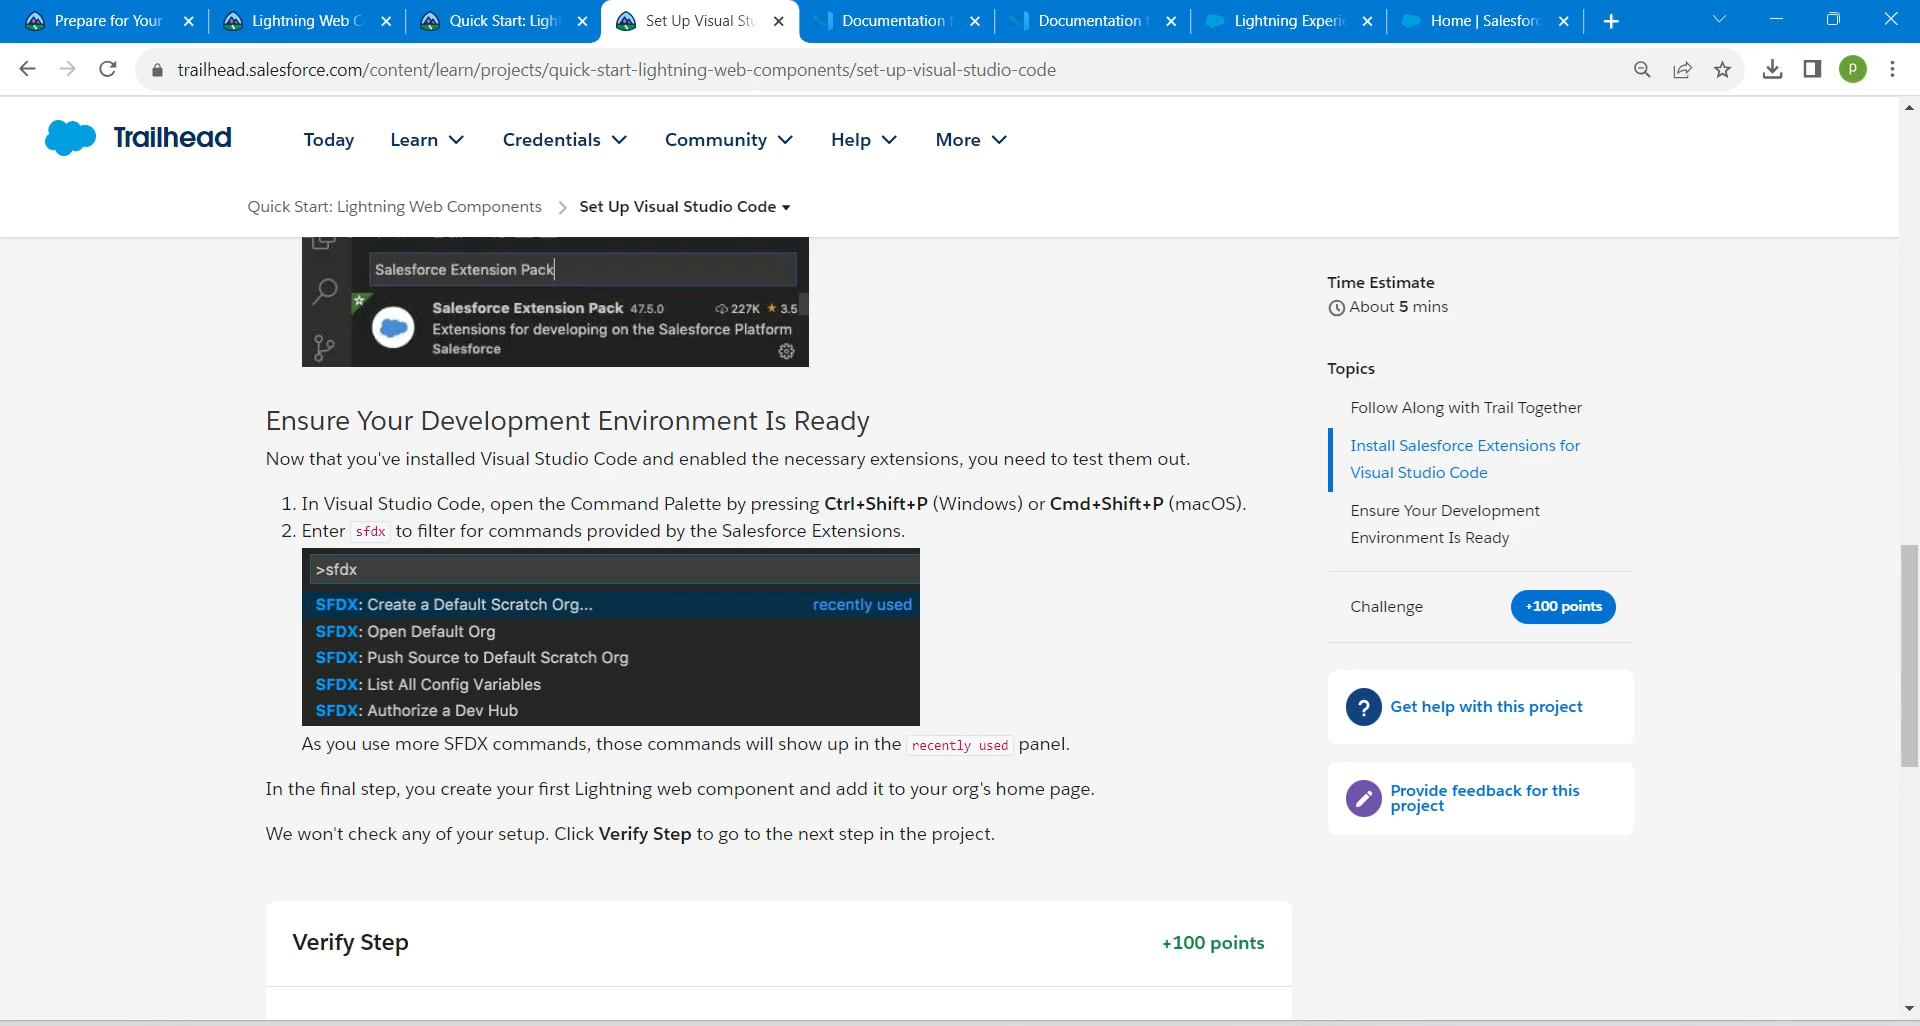 Prepare for Your
Lightning Web C
Quick Start: Ligh
Set Up Visual Stu
Documentation f
Documentation f
Lightning Experie
Home | Salesforc
trailhead.salesforce.com/content/learn/projects/quick-start-lightning-web-components/set-up-visual-studio-code
P
Trailhead
Today
Learn
Credentials
Community
Help
More
Quick Start: Lightning Web Components
Set Up Visual Studio Code
Salesforce Extension Pack
Salesforce Extension Pack 47.5.0 227K ★ 3.5
Extensions for developing on the Salesforce Platform
Salesforce
Ensure Your Development Environment Is Ready
Now that you've installed Visual Studio Code and enabled the necessary extensions, you need to test them out.
1. In Visual Studio Code, open the Command Palette by pressing Ctrl+Shift+P (Windows) or Cmd+Shift+P (macOS).
2. Enter sfdx to filter for commands provided by the Salesforce Extensions.
>sfdx
SFDX: Create a Default Scratch Org... recently used
SFDX: Open Default Org
SFDX: Push Source to Default Scratch Org
SFDX: List All Config Variables
SFDX: Authorize a Dev Hub
As you use more SFDX commands, those commands will show up in the recently used panel.
In the final step, you create your first Lightning web component and add it to your org's home page.
We won't check any of your setup. Click Verify Step to go to the next step in the project.
Verify Step
+100 points
Time Estimate
About 5 mins
Topics
Follow Along with Trail Together
Install Salesforce Extensions for
Visual Studio Code
Ensure Your Development
Environment Is Ready
Challenge
+100 points
?
Get help with this project
Provide feedback for this
project